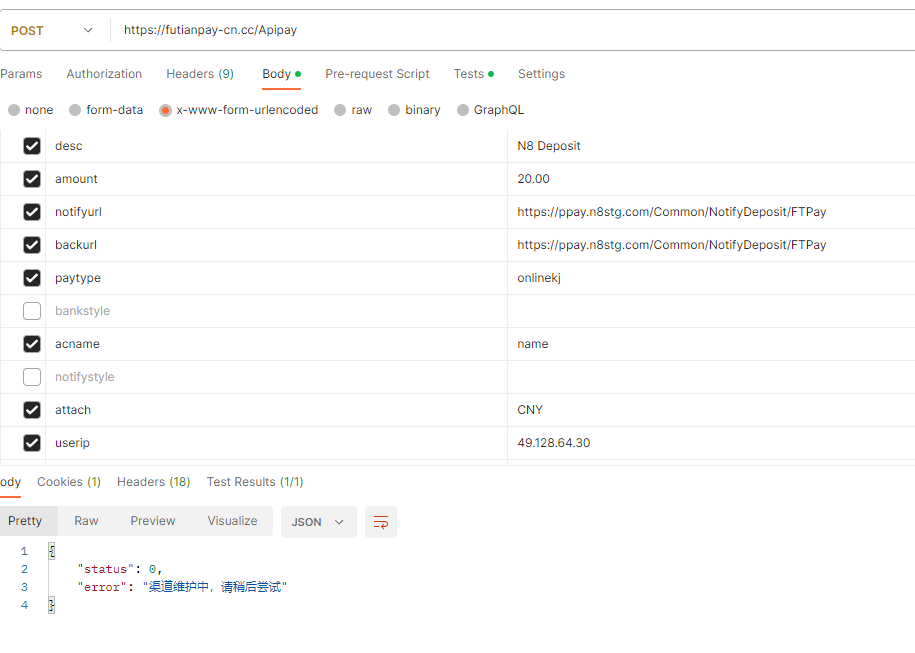 POST https://futianpay-cn.cc/Apipay
Params Authorization Headers (9) Body Pre-request Script Tests Settings
none form-data x-www-form-urlencoded raw binary GraphQL
desc N8 Deposit
amount 20.00
notifyurl https://ppay.n8stg.com/Common/NotifyDeposit/FTPay
backurl https://ppay.n8stg.com/Common/NotifyDeposit/FTPay
paytype onlinekj
bankstyle
acname name
notifystyle
attach CNY
userip 49.128.64.30
ody Cookies (1) Headers (18) Test Results (1/1)
Pretty Raw Preview Visualize JSON
1 {
2 "status": 0,
3 "error": "渠道维护中，请稍后尝试"
4 }